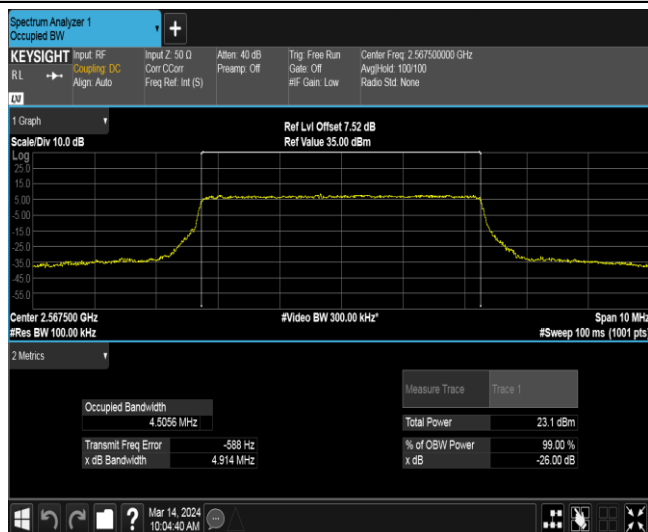 Spectrum Analyzer 1
Occupied BW
+
KEYSIGHT Input: RF Input Z: 50 Ω Atten: 40 dB Trig: Free Run Center Freq: 2.567500000 GHz
RL Coupling: DC Corr CCorr Preamp: Off Gate: Off Avg|Hold: 100/100
Align: Auto Freq Ref: Int (S) #IF Gain: Low Radio Std: None
LXI
1 Graph Ref Lvl Offset 7.52 dB
Scale/Div 10.0 dB Ref Value 35.00 dBm
Log
25.0
15.0
5.00
-5.00
-15.0
-25.0
-35.0
-45.0
-55.0
Center 2.567500 GHz #Video BW 300.00 kHz* Span 10 MHz
#Res BW 100.00 kHz #Sweep 100 ms (1001 pts)
2 Metrics
Measure Trace Trace 1
Occupied Bandwidth
4.5056 MHz Total Power 23.1 dBm
Transmit Freq Error -588 Hz % of OBW Power 99.00 %
x dB Bandwidth 4.914 MHz x dB -26.00 dB
? Mar 14, 2024
10:04:40 AM